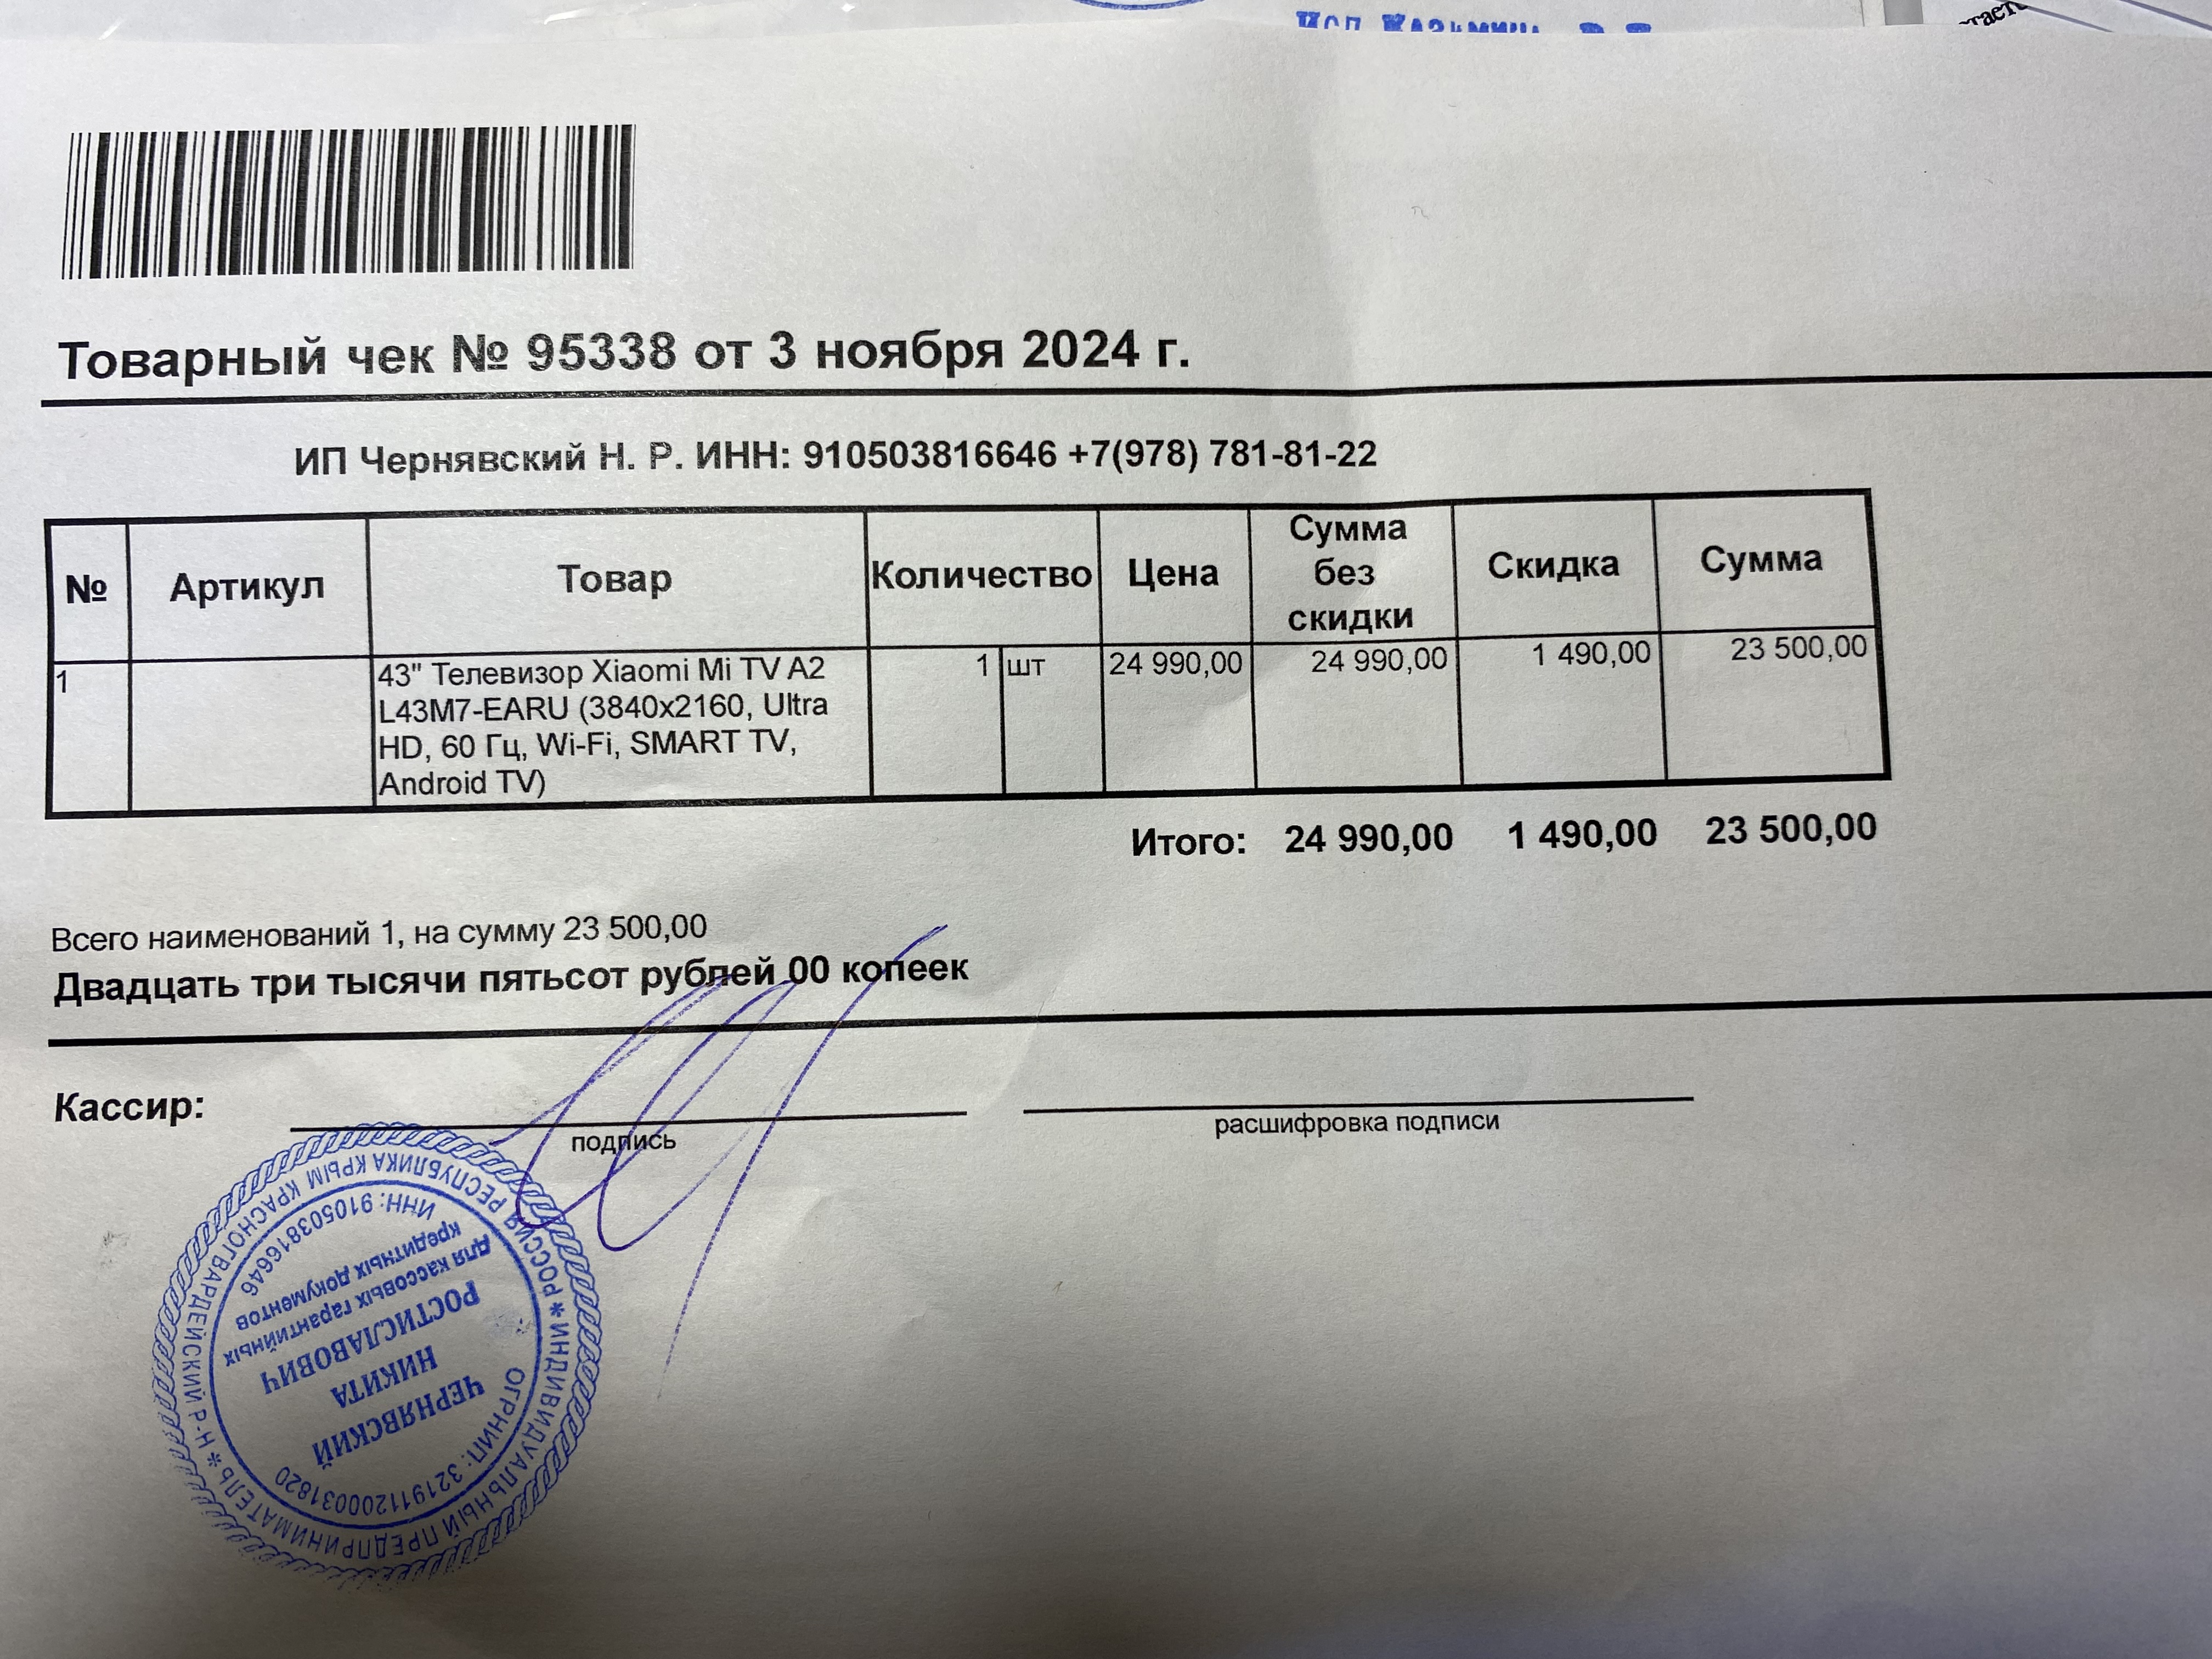 Товарный чек № 95338 от 3 ноября 2024 г.
ИП Чернявский Н. Р. ИНН: 910503816646 +7(978) 781-81-22
№ Артикул Товар Количество Цена Сумма без скидки Скидка Сумма
1 43" Телевизор Xiaomi Mi TV A2 1 шт 24 990,00 24 990,00 1 490,00 23 500,00
L43M7-EARU (3840x2160, Ultra
HD, 60 Гц, Wi-Fi, SMART TV,
Android TV)
Итого: 24 990,00 1 490,00 23 500,00
Всего наименований 1, на сумму 23 500,00
Двадцать три тысячи пятьсот рублей 00 копеек
Кассир:
подпись
расшифровка подписи
* РОССИЯ РЕСПУБЛИКА КРЫМ КРАСНОГВАРДЕЙСКИЙ Р-Н *
ИНДИВИДУАЛЬНЫЙ ПРЕДПРИНИМАТЕЛЬ
ОГРНИП: 321911200031820
ЧЕРНЯВСКИЙ
НИКИТА
РОСТИСЛАВОВИЧ
для кассовых гарантийных
кредитных документов
ИНН: 910503816646